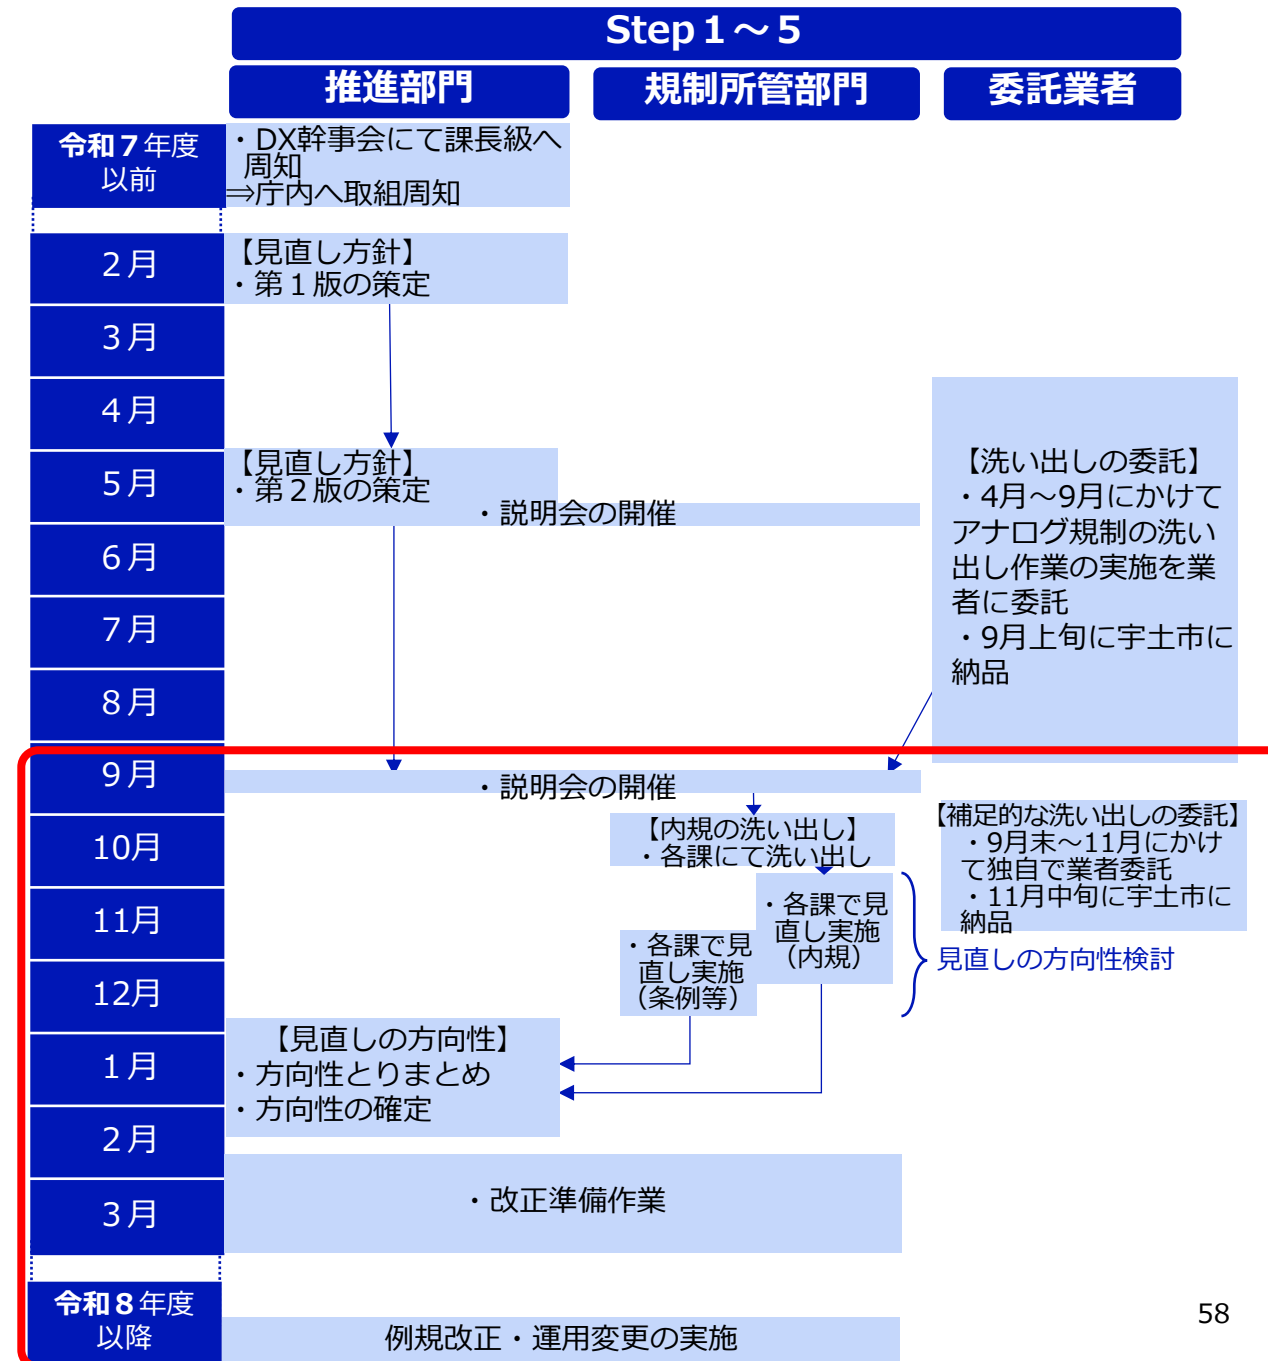 Step１～５
推進部門
規制所管部門
委託業者
令和７年度
以前
・DX幹事会にて課長級へ
周知
⇒庁内へ取組周知
２月
【見直し方針】
・第１版の策定
３月
４月
５月
【見直し方針】
・第２版の策定
・説明会の開催
【洗い出しの委託】
・4月～9月にかけて
アナログ規制の洗い
出し作業の実施を業
者に委託
・9月上旬に宇土市に
納品
６月
７月
８月
９月
・説明会の開催
10月
【内規の洗い出し】
・各課にて洗い出し
【補足的な洗い出しの委託】
・9月末～11月にかけ
て独自で業者委託
・11月中旬に宇土市に
納品
11月
・各課で見
直し実施
（内規）
・各課で見
直し実施
（条例等）
見直しの方向性検討
12月
１月
【見直しの方向性】
・方向性とりまとめ
・方向性の確定
２月
３月
・改正準備作業
令和８年度
以降
例規改正・運用変更の実施
58